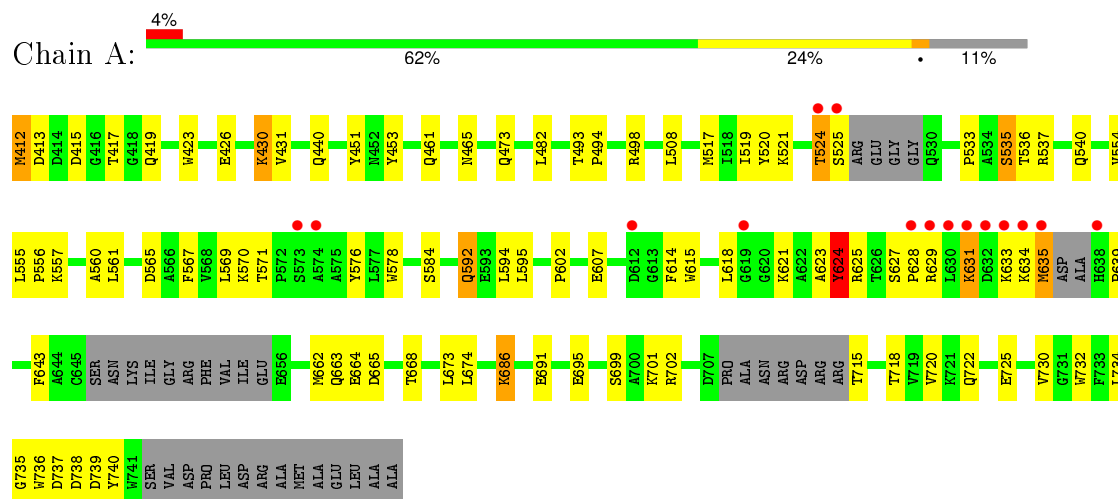 4%
Chain A:
62% 24% • 11%
M412 D413 D414 D415 G416 T417 G418 Q419 W423 E426 K430 V431 Q440 Y451 N452 Y453 Q461 N465 Q473 L482 T493 P494 R498 L508 M517 I518 I519 Y520 K521 T524 S525 ARG GLU GLY GLY Q530 P533 A534 S535 T536 R537 Q540 V554
L555 P556 K557 A560 L561 D565 A566 F567 V568 L569 K570 T571 P572 S573 A574 A575 Y576 L577 W578 S584 Q592 E593 L594 L595 P602 E607 D612 G613 F614 W615 L618 G619 G620 K621 A622 A623 Y624 R625 T626 S627 P628 R629 L630 K631 D632 K633 K634 M635 ASP ALA H638
F643 A644 C645 SER ASN LYS ILE GLY ARG PHE VAL ILE GLU E656 M662 Q663 E664 D665 T668 L673 L674 K686 E691 E695 S699 A700 K701 R702 D707 PRO ALA ASN ARG ASP ARG ARG T715 T718 V719 V720 K721 Q722 E725 V730 G731 W732 F733
G735 W736 D737 D738 D739 Y740 W741 SER VAL ASP PRO LEU ASP ARG ALA MET ALA GLU LEU ALA ALA